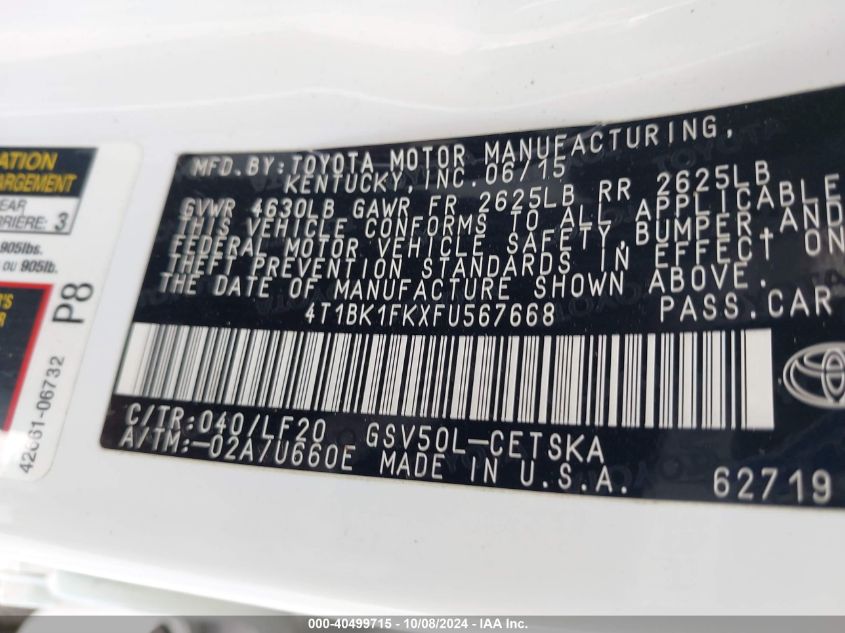 ATION
ARGEMENT
EAR
RRIÈRE: 3
905lbs.
OU 905lb.
P8
42661-06732
MFD. BY: TOYOTA MOTOR MANUFACTURING,
KENTUCKY, INC. 06/15
GVWR 4630LB GAWR FR 2625LB RR 2625LB
THIS VEHICLE CONFORMS TO ALL APPLICABLE
FEDERAL MOTOR VEHICLE SAFETY, BUMPER, AND
THEFT PREVENTION STANDARDS IN EFFECT ON
THE DATE OF MANUFACTURE SHOWN ABOVE.
4T1BK1FKXFU567668 PASS. CAR
C/TR: 040/LF20 GSV50L-CETSKA
A/TM: -02A/U660E MADE IN U.S.A.
62719
000-40499715 - 10/08/2024 - IAA Inc.